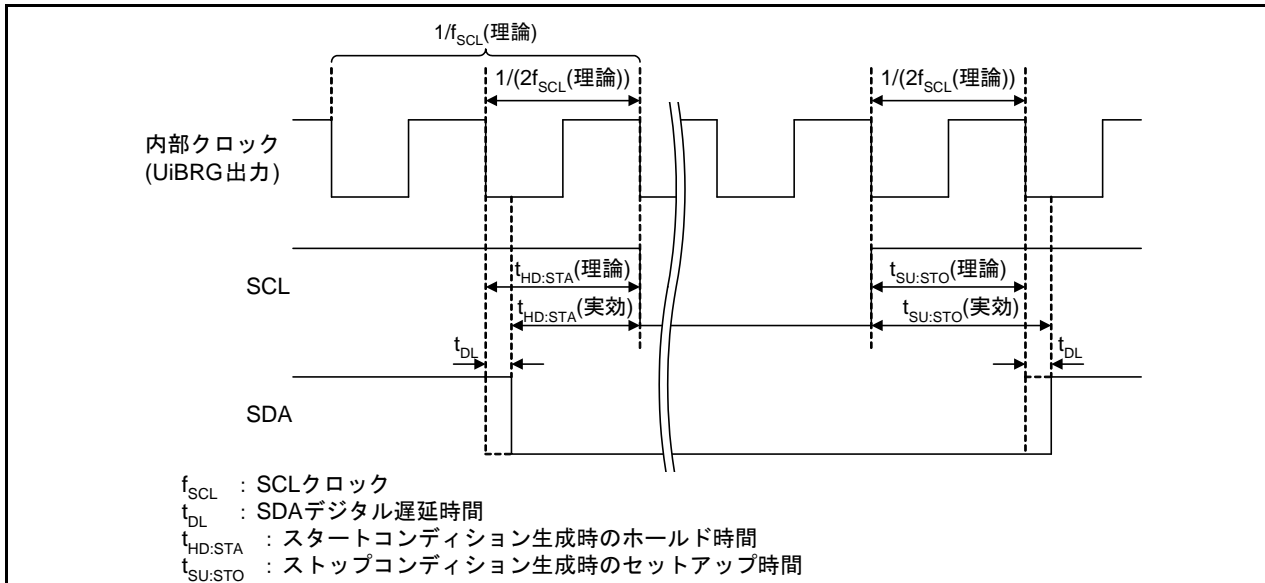 1/fSCL(理論)
1/(2fSCL(理論))
1/(2fSCL(理論))
内部クロック
(UiBRG出力)
SCL
tHD:STA(理論)
tSU:STO(理論)
tHD:STA(実効)
tSU:STO(実効)
tDL
tDL
SDA
fSCL : SCLクロック
tDL : SDAデジタル遅延時間
tHD:STA : スタートコンディション生成時のホールド時間
tSU:STO : ストップコンディション生成時のセットアップ時間